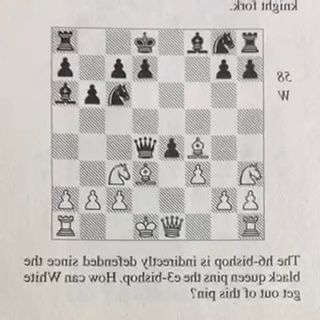 knight fork.
58
W
The h6-bishop is indirectly defended since the
black queen pins the e3-bishop. How can White
get out of this pin?